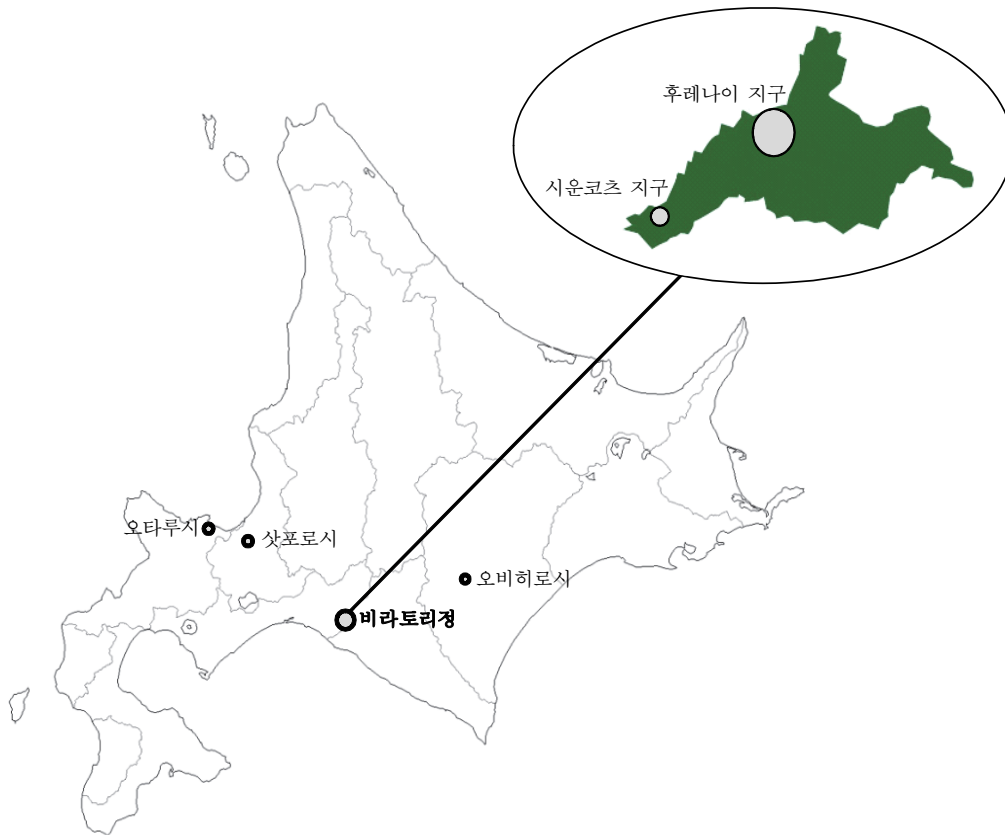 후레나이 지구
시운코츠 지구
오타루시
삿포로시
오비히로시
비라토리정